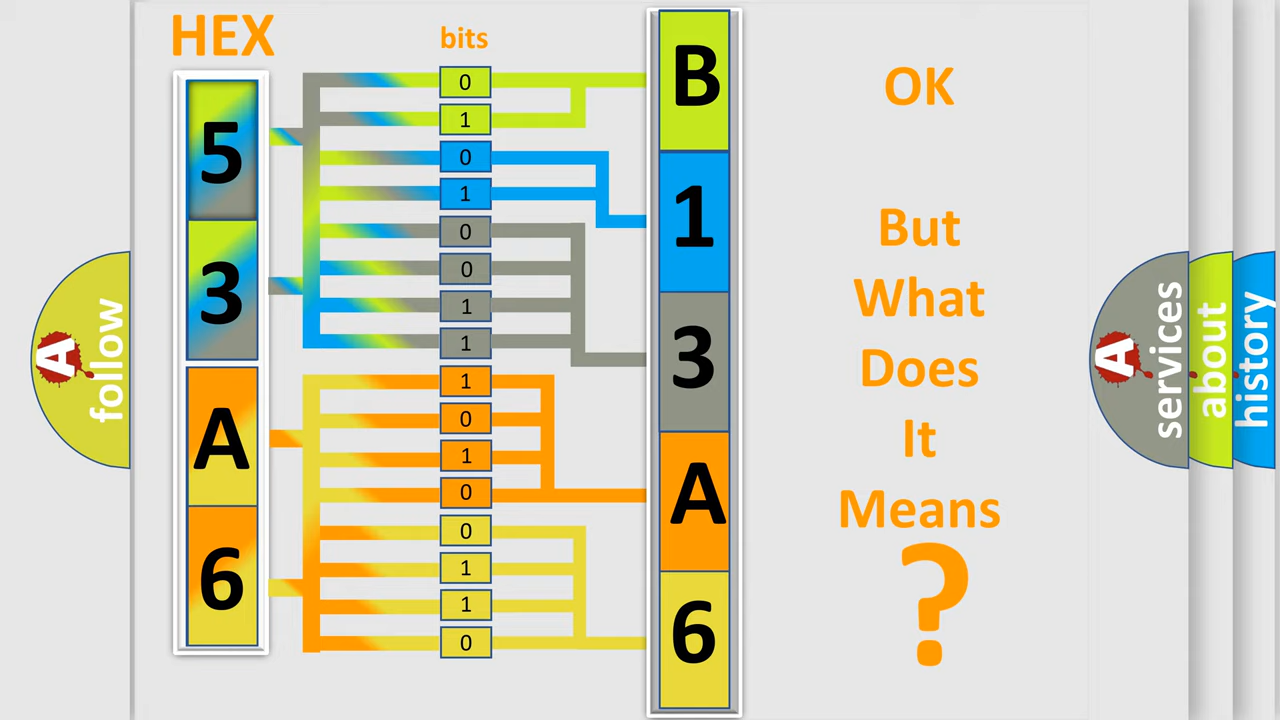 HEX
bits
5
3
A
6
0
1
0
1
0
0
1
1
1
0
1
0
0
1
1
0
B
1
3
A
6
OK
But
What
Does
It
Means
?
A
follow
A
services
about
history